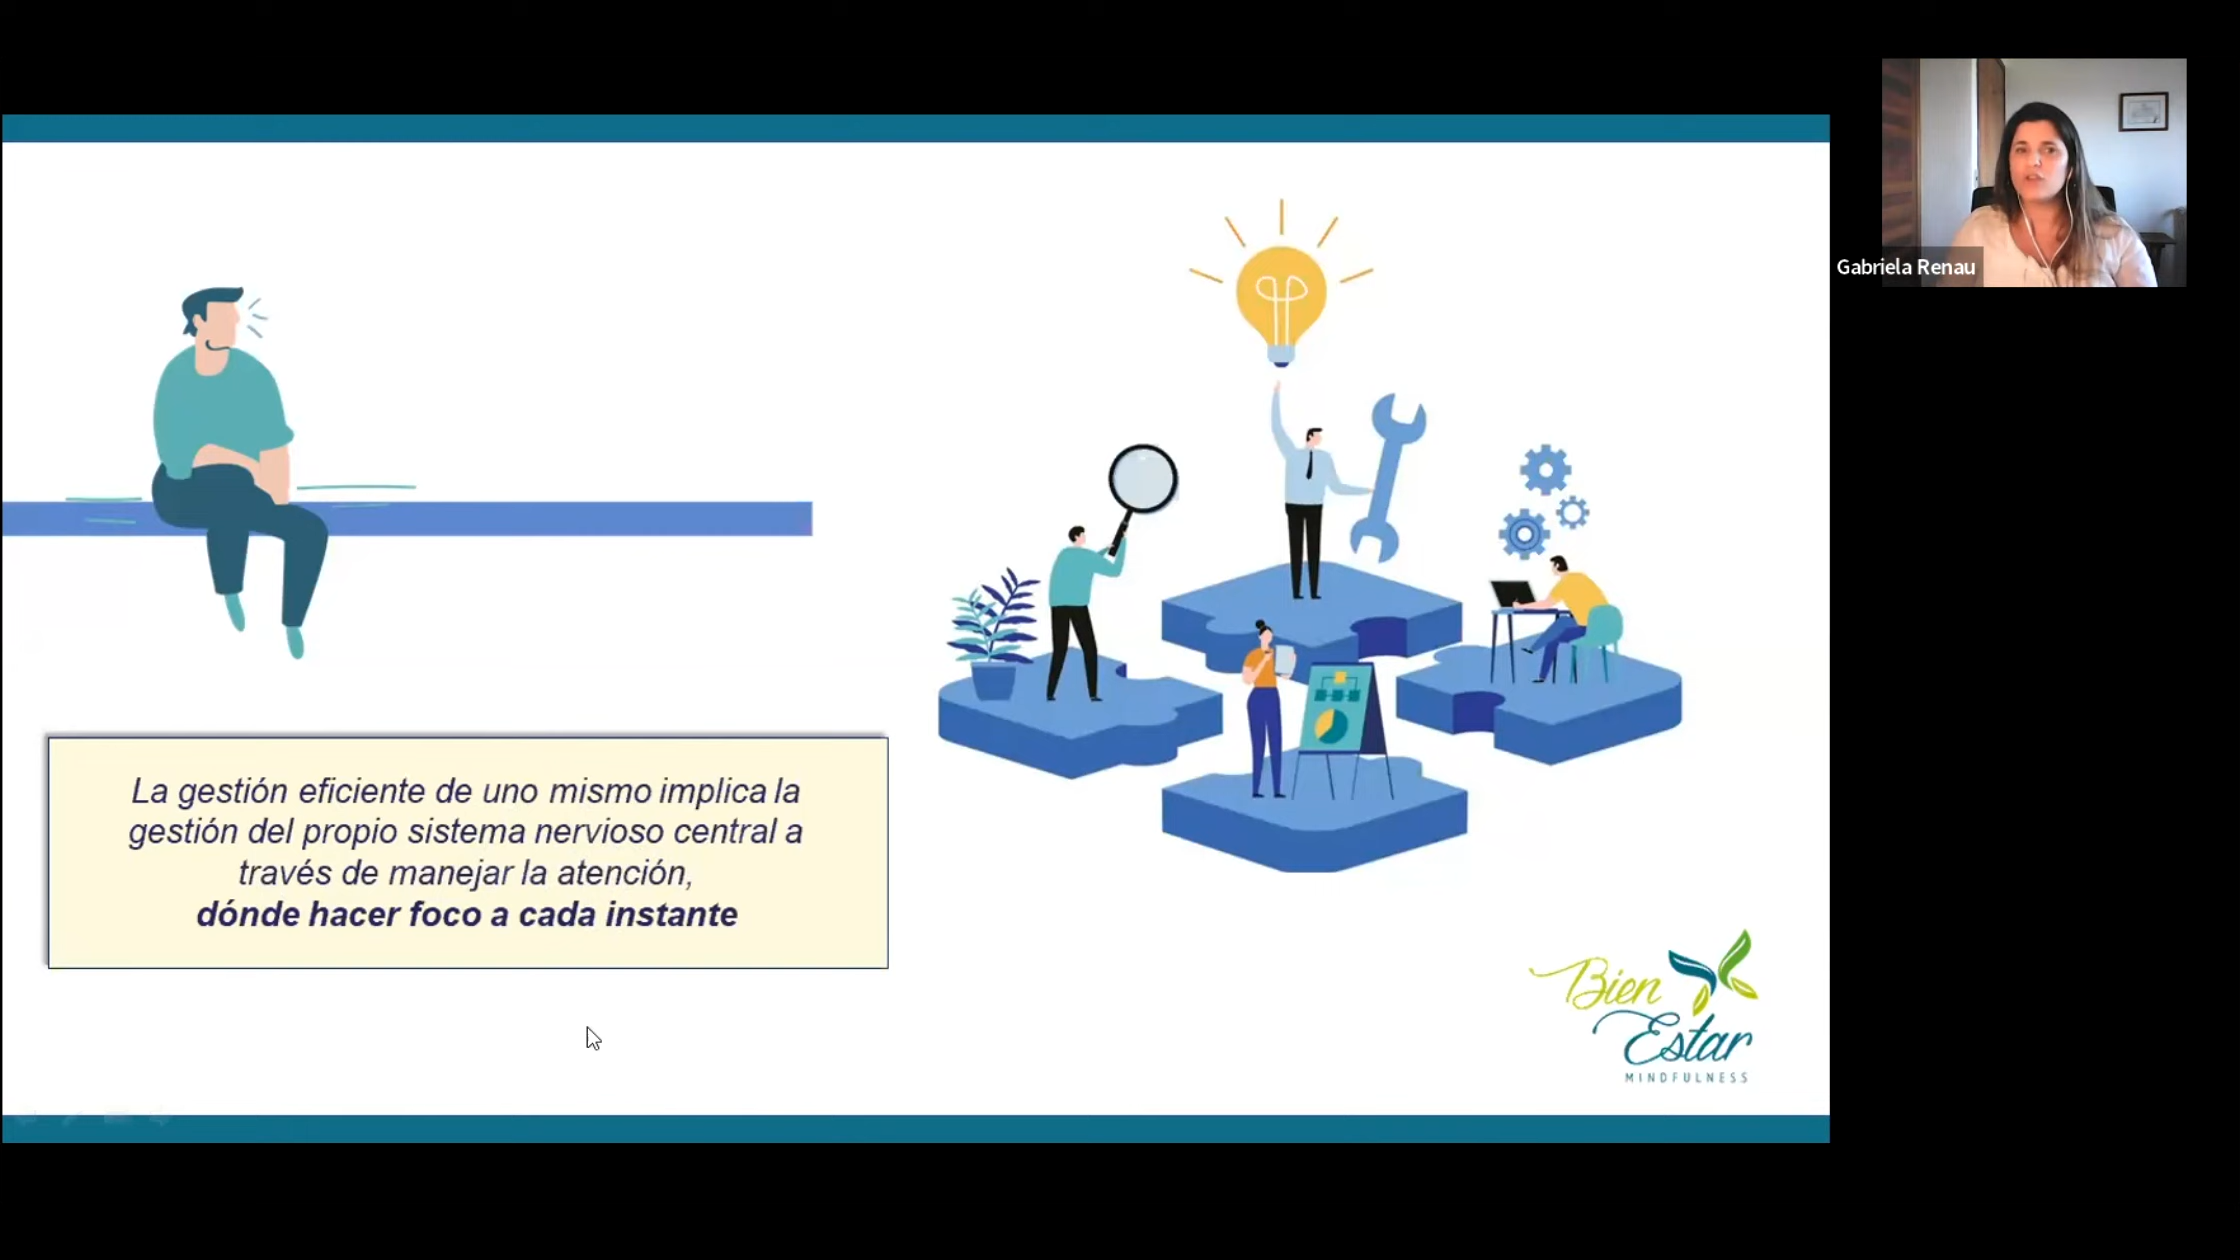 Gabriela Renau
La gestión eficiente de uno mismo implica la
gestión del propio sistema nervioso central a
través de manejar la atención,
dónde hacer foco a cada instante
Bien
Estar
MINDFULNESS